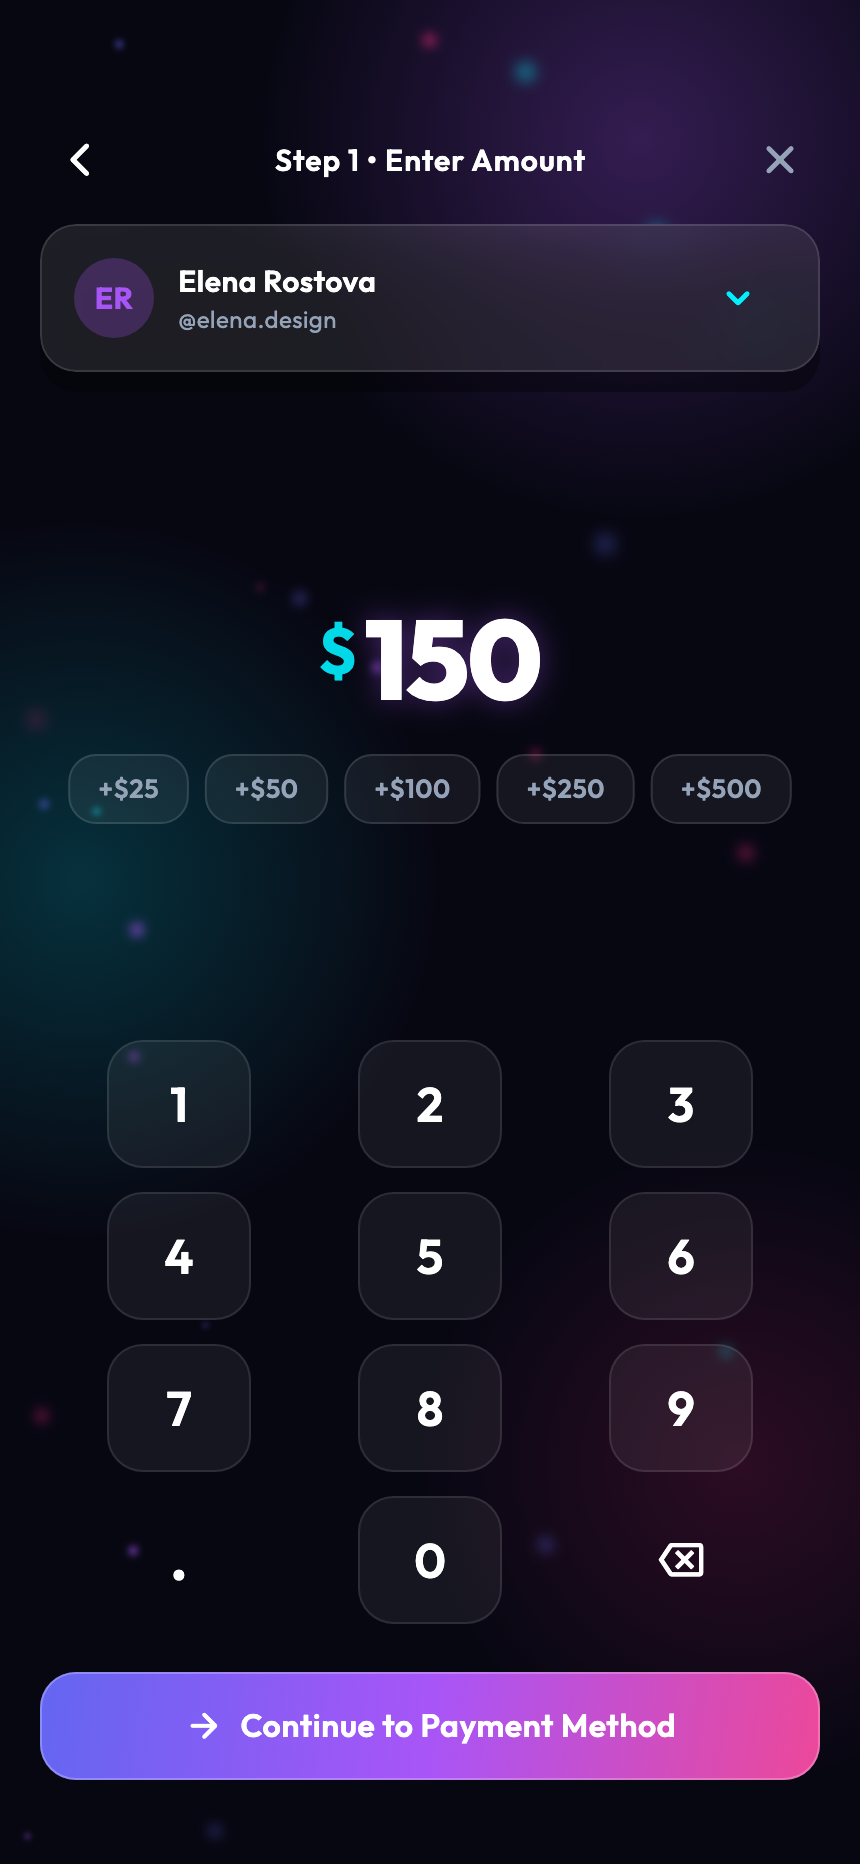 Step 1 • Enter Amount
ER
Elena Rostova
@elena.design
$150
+$25 +$50 +$100 +$250 +$500
1 2 3
4 5 6
7 8 9
. 0
Continue to Payment Method